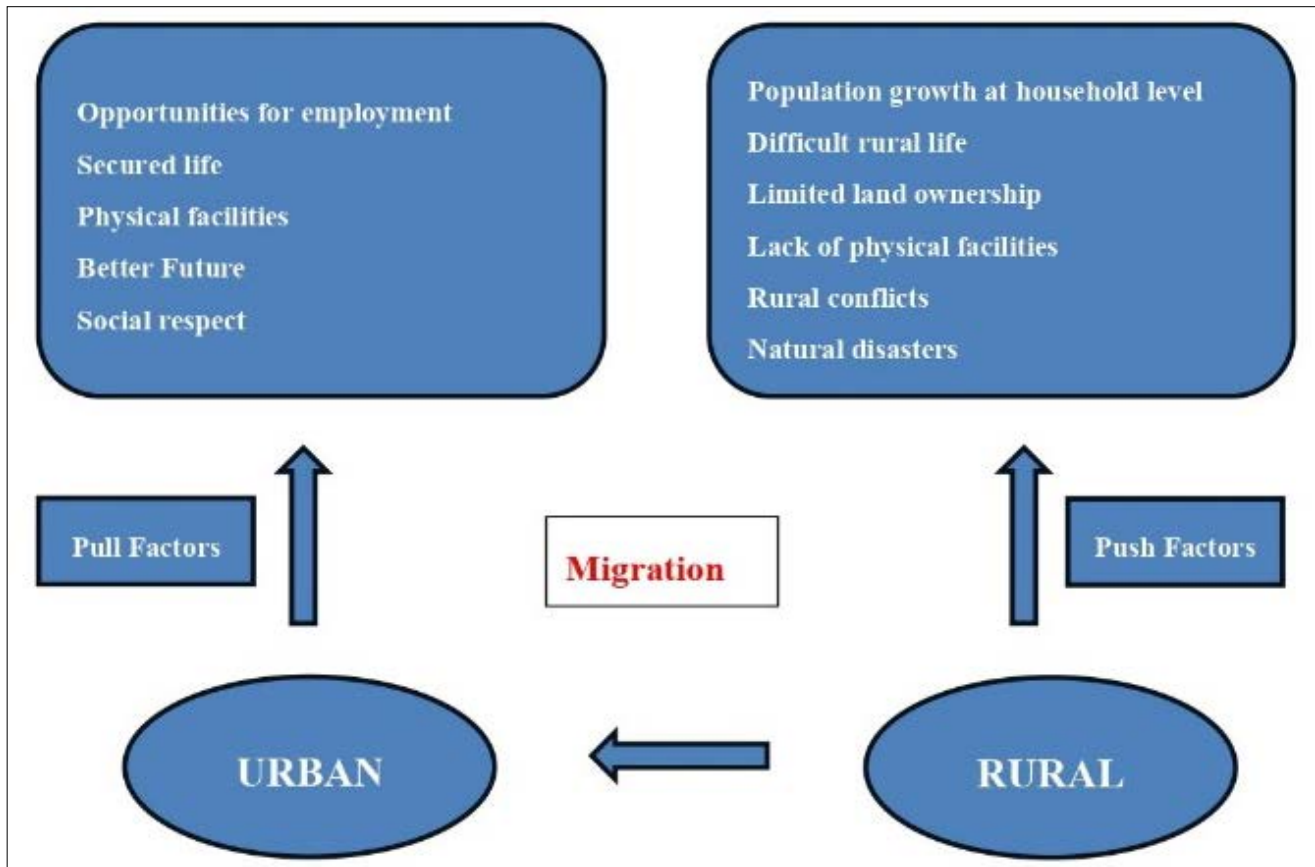 Opportunities for employment
Secured life
Physical facilities
Better Future
Social respect
Population growth at household level
Difficult rural life
Limited land ownership
Lack of physical facilities
Rural conflicts
Natural disasters
Pull Factors
Migration
Push Factors
URBAN
RURAL